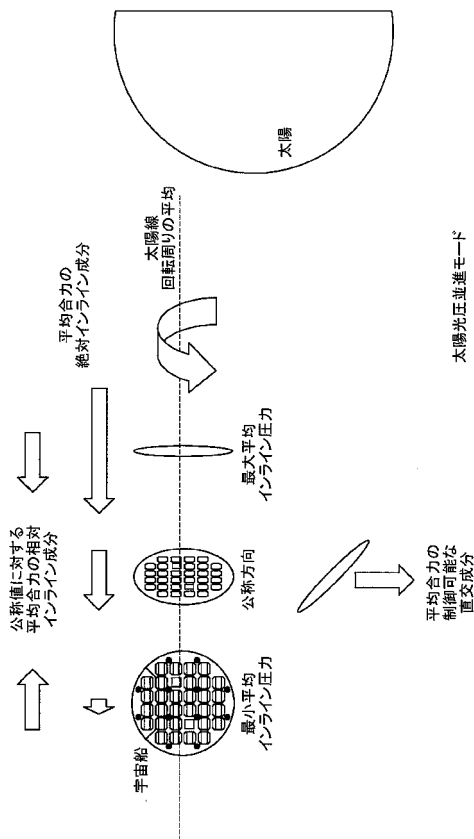 公称値に対する
平均合力の相対
インライン成分
平均合力の
絶対インライン成分
宇宙船
太陽線
回転周りの平均
太陽
最小平均
インライン圧力
公称方向
最大平均
インライン圧力
平均合力の
制御可能な
直交成分
太陽光圧並進モード